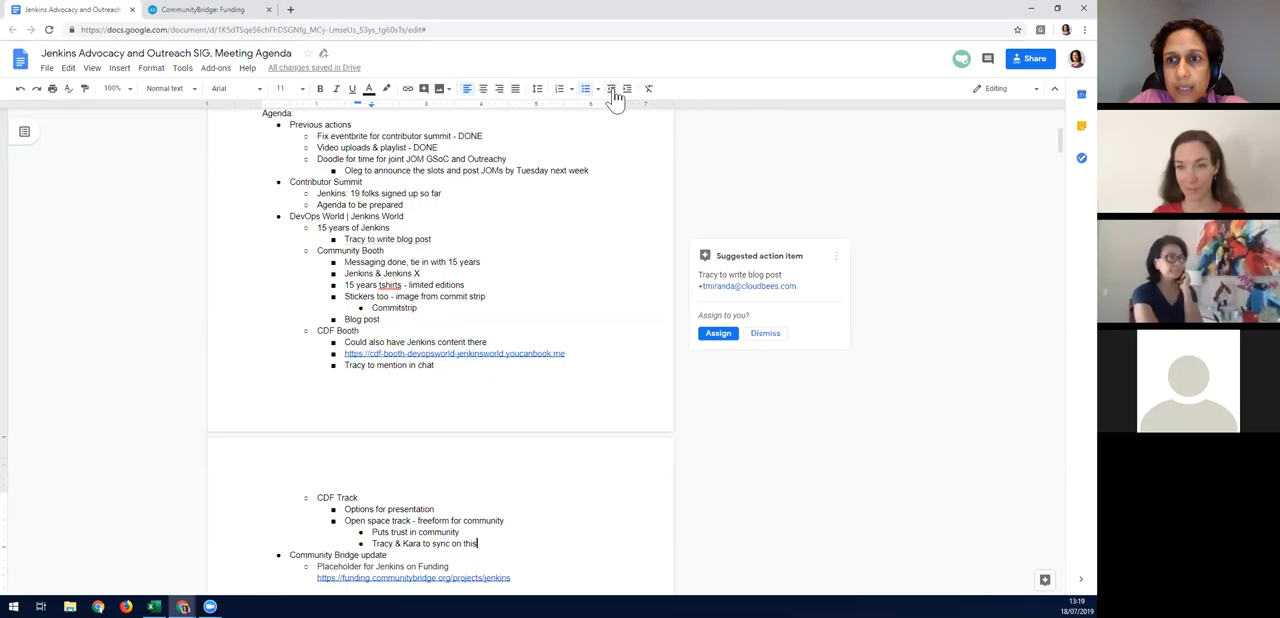 Jenkins Advocacy and Outreach
CommunityBridge: Funding
https://docs.google.com/document/d/
Jenkins Advocacy and Outreach SIG, Meeting Agenda
File Edit View Insert Format Tools Add-ons Help All changes saved in Drive
Share
100% Normal text Arial 11 Editing
Agenda:
Previous actions
Fix eventbrite for contributor summit - DONE
Video uploads & playlist - DONE
Doodle for time for joint JOM GSoC and Outreachy
Oleg to announce the slots and post JOMs by Tuesday next week
Contributor Summit
Jenkins: 19 folks signed up so far
Agenda to be prepared
DevOps World | Jenkins World
15 years of Jenkins
Tracy to write blog post
Community Booth
Messaging done, tie in with 15 years
Jenkins & Jenkins X
15 years tshirts - limited editions
Stickers too - image from commit strip
Commitstrip
Blog post
CDF Booth
Could also have Jenkins content there
https://cdf-booth-devopsworld-jenkinsworld.youcanbook.me
Tracy to mention in chat
Suggested action item
Tracy to write blog post
+tmiranda@cloudbees.com
Assign to you?
Assign Dismiss
CDF Track
Options for presentation
Open space track - freeform for community
Puts trust in community
Tracy & Kara to sync on this
Community Bridge update
Placeholder for Jenkins on Funding
https://funding.communitybridge.org/projects/jenkins
13:19
18/07/2019